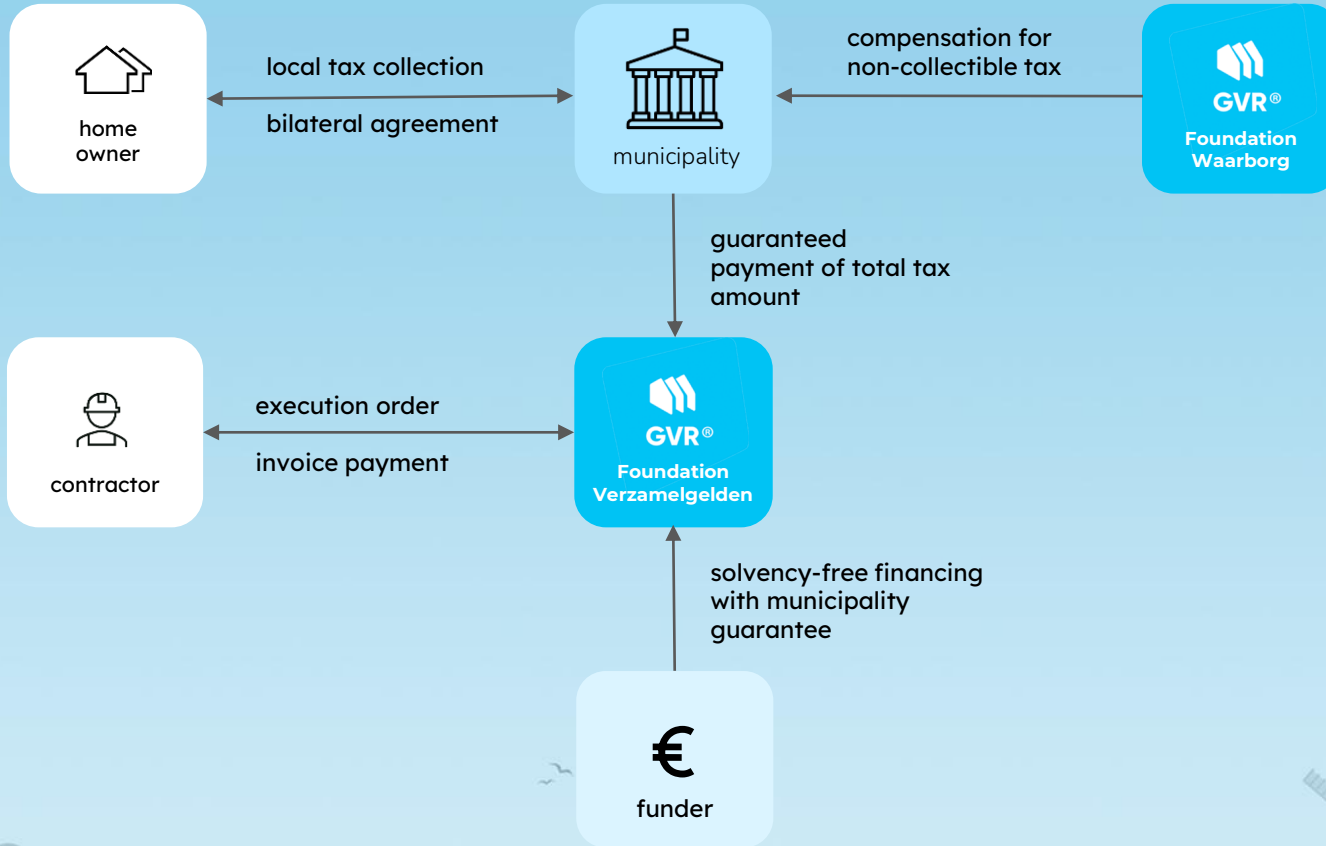 home
owner
local tax collection
bilateral agreement
municipality
compensation for
non-collectible tax
GVR®
Foundation
Waarborg
guaranteed
payment of total tax
amount
contractor
execution order
invoice payment
GVR®
Foundation
Verzamelgelden
solvency-free financing
with municipality
guarantee
€
funder